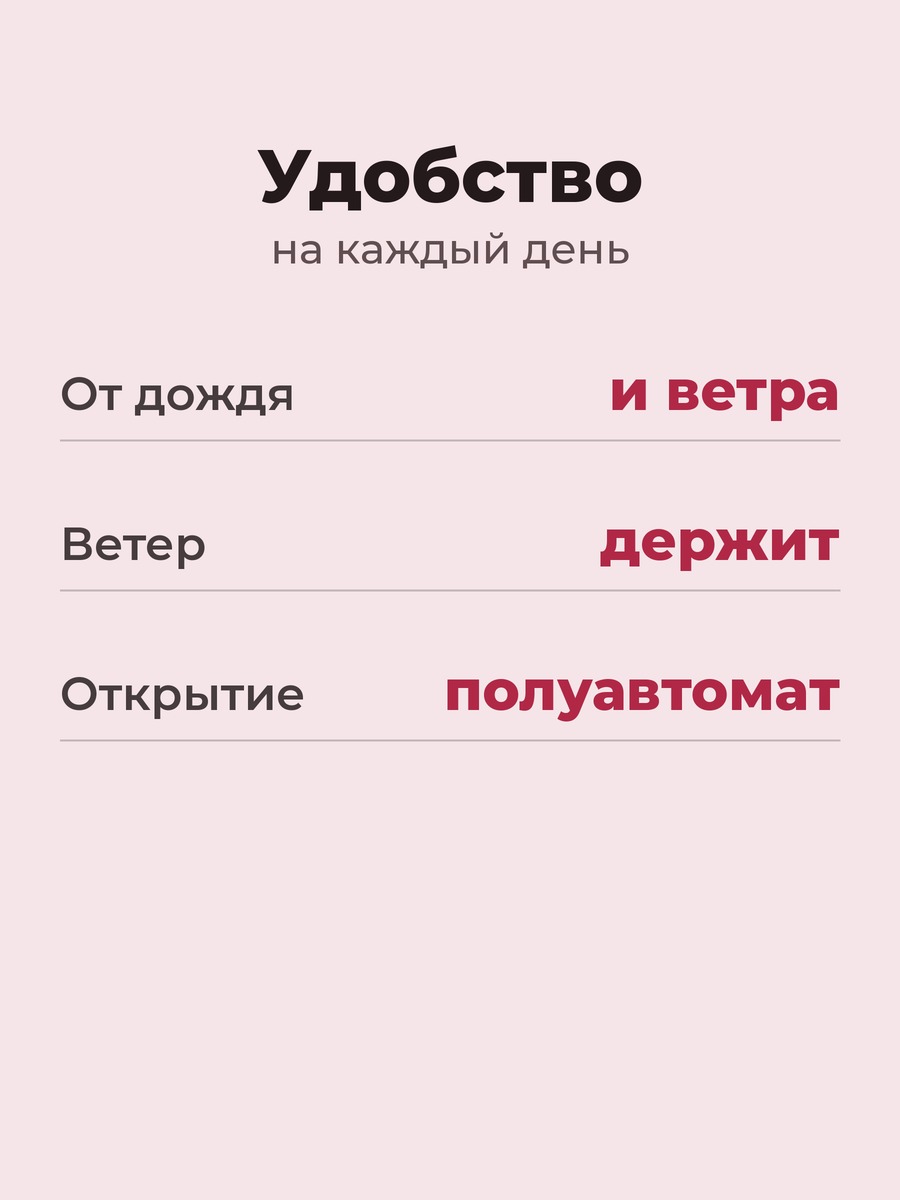 Удобство
на каждый день
От дождя и ветра
Ветер держит
Открытие полуавтомат